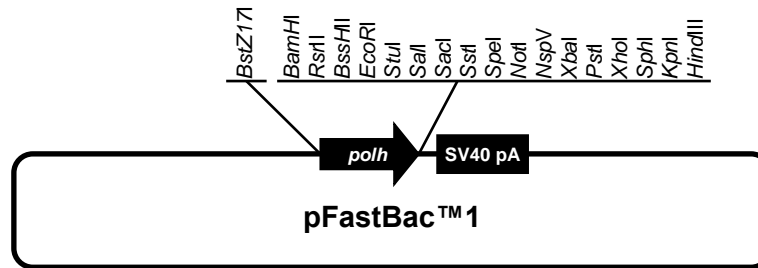 BstZ17I
BamHI
RsrII
BssHII
EcoRI
StuI
SalI
SacI
SstI
SpeI
NotI
NspV
XbaI
PstI
XhoI
SphI
KpnI
HindIII
polh
SV40 pA
pFastBac™1